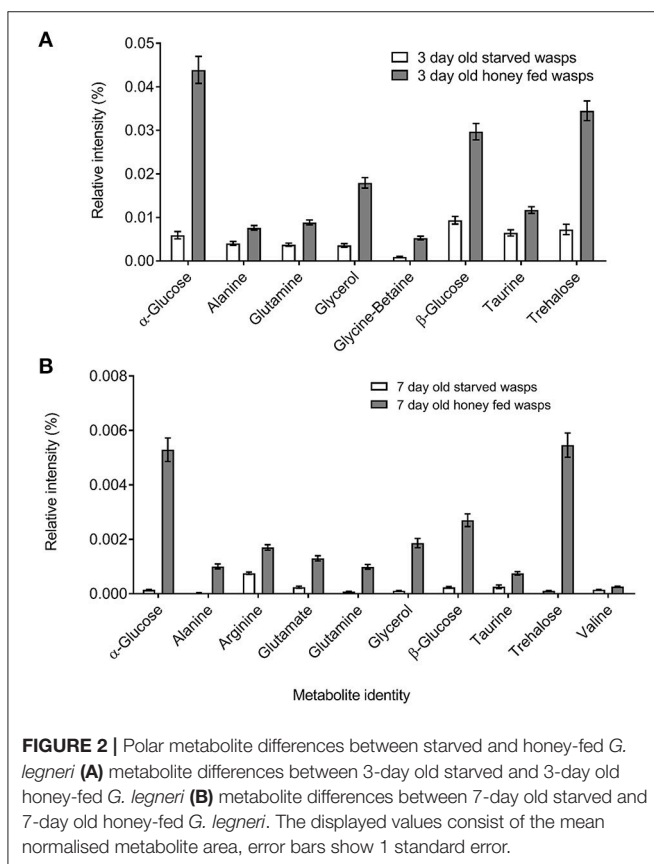 A
Relative intensity (%)
0.05
0.04
0.03
0.02
0.01
0.00
3 day old starved wasps
3 day old honey fed wasps
α-Glucose
Alanine
Glutamine
Glycerol
Glycine-Betaine
β-Glucose
Taurine
Trehalose
B
Relative intensity (%)
0.008
0.006
0.004
0.002
0.000
7 day old starved wasps
7 day old honey fed wasps
α-Glucose
Alanine
Arginine
Glutamate
Glutamine
Glycerol
β-Glucose
Taurine
Trehalose
Valine
Metabolite identity
FIGURE 2 | Polar metabolite differences between starved and honey-fed G.
legneri (A) metabolite differences between 3-day old starved and 3-day old
honey-fed G. legneri (B) metabolite differences between 7-day old starved and
7-day old honey-fed G. legneri. The displayed values consist of the mean
normalised metabolite area, error bars show 1 standard error.